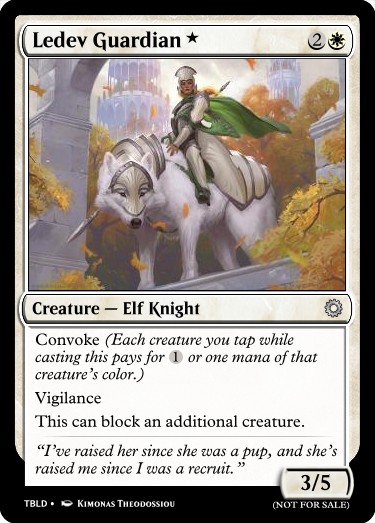 Ledev Guardian ★ 2
Creature — Elf Knight
Convoke (Each creature you tap while
casting this pays for 1 or one mana of that
creature's color.)
Vigilance
This can block an additional creature.
“I've raised her since she was a pup, and she's
raised me since I was a recruit.”
3/5
TBLD • Kimonas Theodossiou
(NOT FOR SALE)